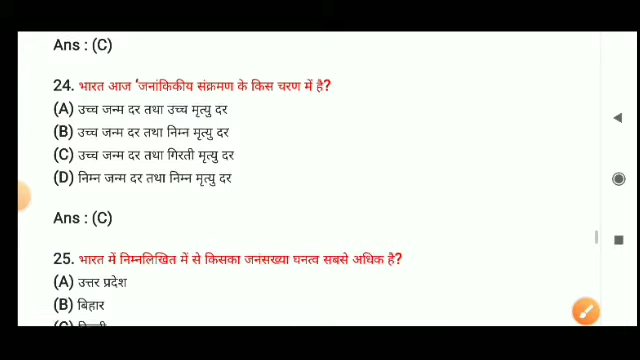 Ans : (C)
24. भारत आज ‘जनांकिकीय संक्रमण के किस चरण में है?
(A) उच्च जन्म दर तथा उच्च मृत्यु दर
(B) उच्च जन्म दर तथा निम्न मृत्यु दर
(C) उच्च जन्म दर तथा गिरती मृत्यु दर
(D) निम्न जन्म दर तथा निम्न मृत्यु दर
Ans : (C)
25. भारत में निम्नलिखित में से किसका जनंसख्या घनत्व सबसे अधिक है?
(A) उत्तर प्रदेश
(B) बिहार